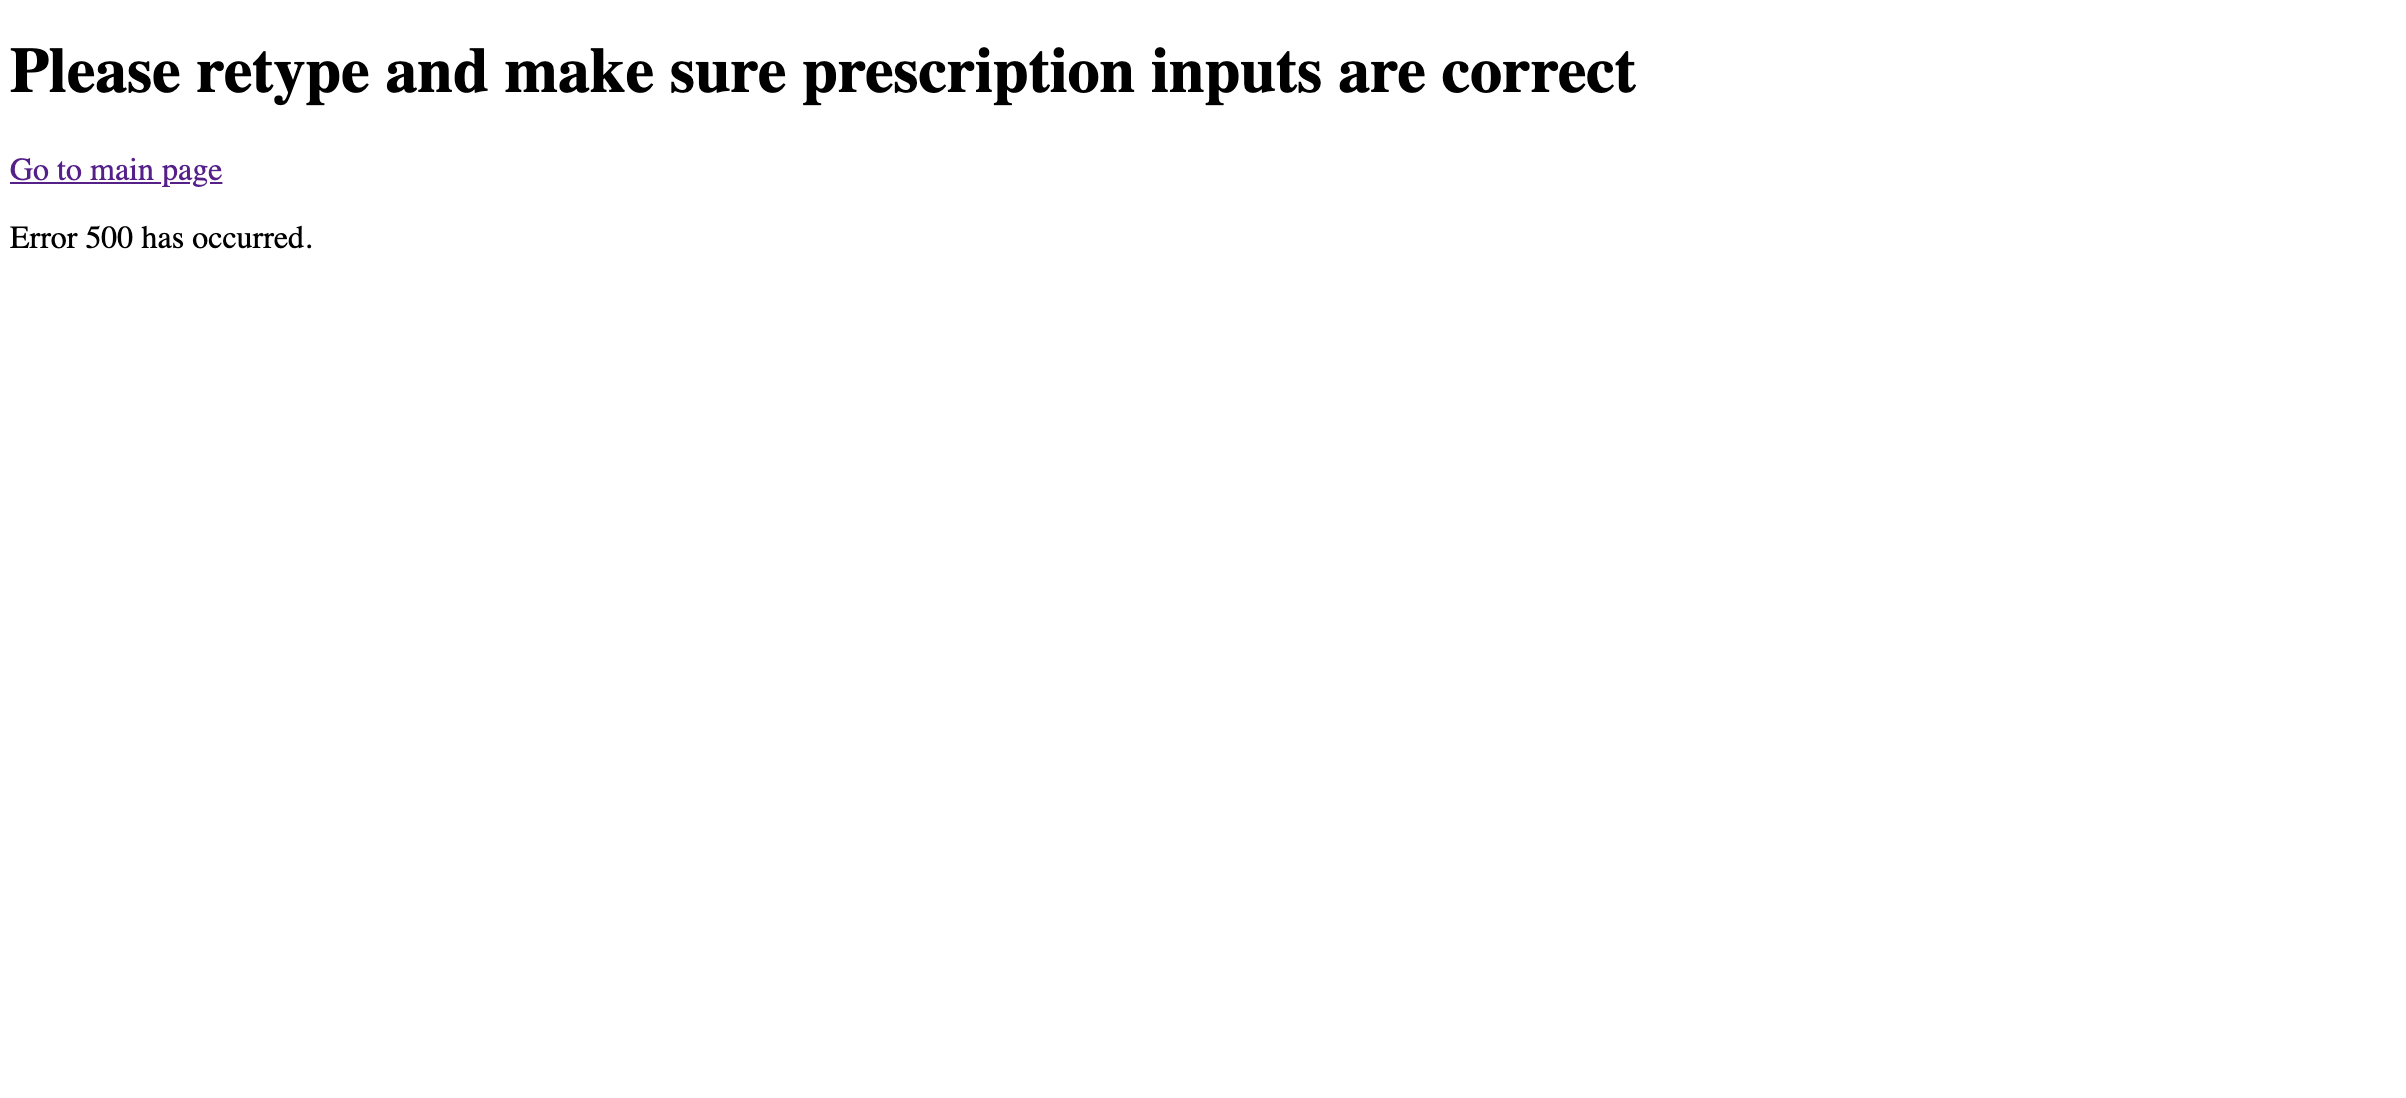 Please retype and make sure prescription inputs are correct
Go to main page
Error 500 has occurred.